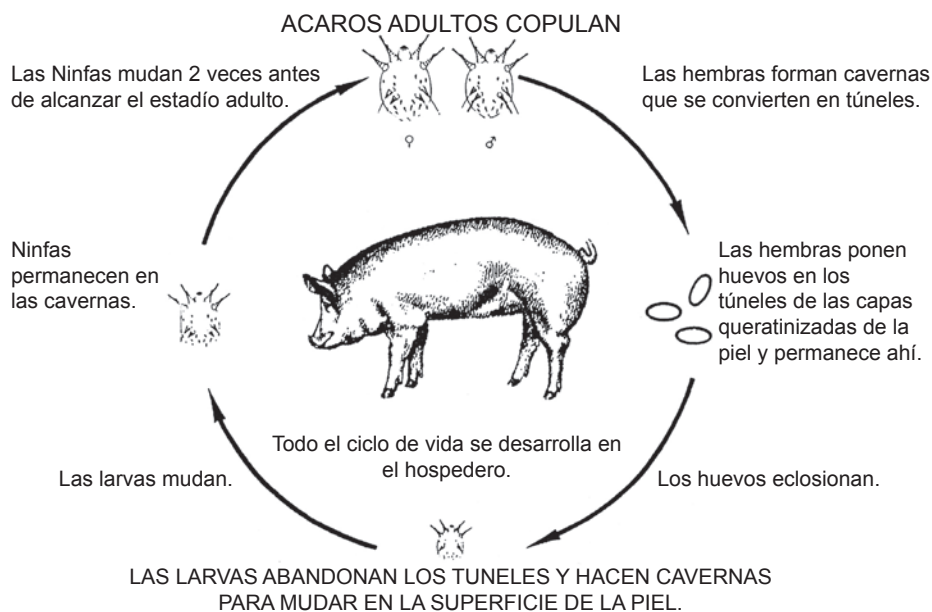 ACAROS ADULTOS COPULAN
Las Ninfas mudan 2 veces antes
de alcanzar el estadío adulto.
Las hembras forman cavernas
que se convierten en túneles.
♀
♂
Ninfas
permanecen en
las cavernas.
Las hembras ponen
huevos en los
túneles de las capas
queratinizadas de la
piel y permanece ahí.
Todo el ciclo de vida se desarrolla en
el hospedero.
Las larvas mudan.
Los huevos eclosionan.
LAS LARVAS ABANDONAN LOS TUNELES Y HACEN CAVERNAS
PARA MUDAR EN LA SUPERFICIE DE LA PIEL.